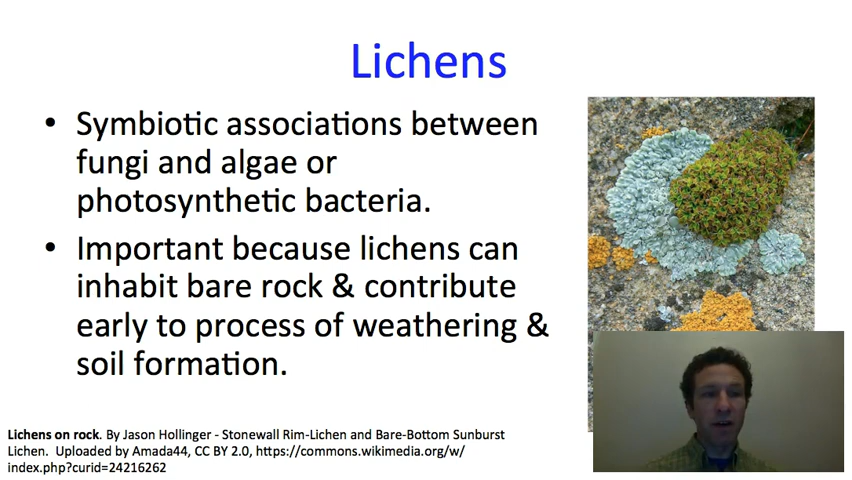 Lichens
• Symbiotic associations between
fungi and algae or
photosynthetic bacteria.
• Important because lichens can
inhabit bare rock & contribute
early to process of weathering &
soil formation.
Lichens on rock. By Jason Hollinger - Stonewall Rim-Lichen and Bare-Bottom Sunburst
Lichen.  Uploaded by Amada44, CC BY 2.0, https://commons.wikimedia.org/w/
index.php?curid=24216262